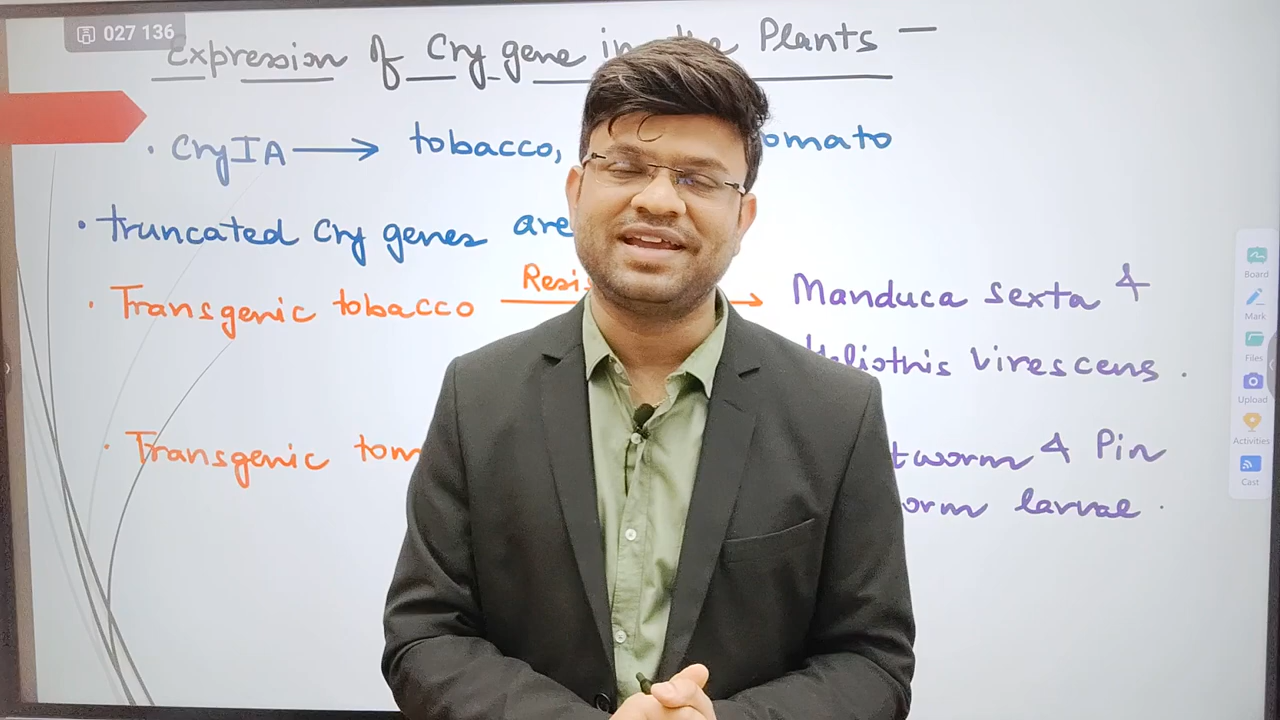 027 136
Expression of Cry gene in the Plants —
• CryIA → tobacco, omato
• truncated Cry genes are
• Transgenic tobacco Resi → Manduca sexta &
Heliothis virescens .
• Transgenic tom tworm & Pin
orm larvae .
Board
Mark
Files
Upload
Activities
Cast